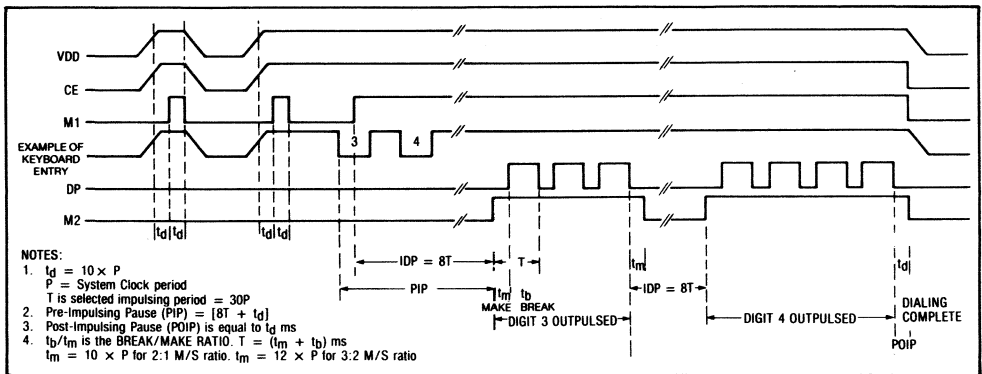 VDD
CE
M1
EXAMPLE OF
KEYBOARD
ENTRY
3 4
DP
M2
td td td td
IDP = 8T T tm td
PIP tm tb IDP = 8T
MAKE BREAK
DIGIT 3 OUTPULSED DIGIT 4 OUTPULSED
DIALING
COMPLETE
POIP
NOTES:
1. td = 10 × P
P = System Clock period
T is selected impulsing period = 30P
2. Pre-Impulsing Pause (PIP) = [8T + td]
3. Post-Impulsing Pause (POIP) is equal to td ms
4. tb/tm is the BREAK/MAKE RATIO. T = (tm + tb) ms
tm = 10 × P for 2:1 M/S ratio. tm = 12 × P for 3:2 M/S ratio